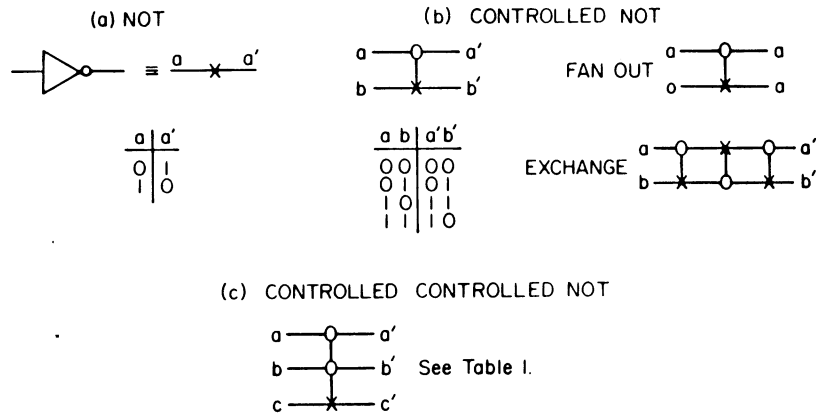 (a) NOT
a a'
≡
a a'
0 1
1 0
(b) CONTROLLED NOT
a a'
b b'
a b a' b'
0 0 0 0
0 1 0 1
1 0 1 1
1 1 1 0
FAN OUT
a a
o a
EXCHANGE
a a'
b b'
(c) CONTROLLED CONTROLLED NOT
a a'
b b'
c c'
See Table 1.